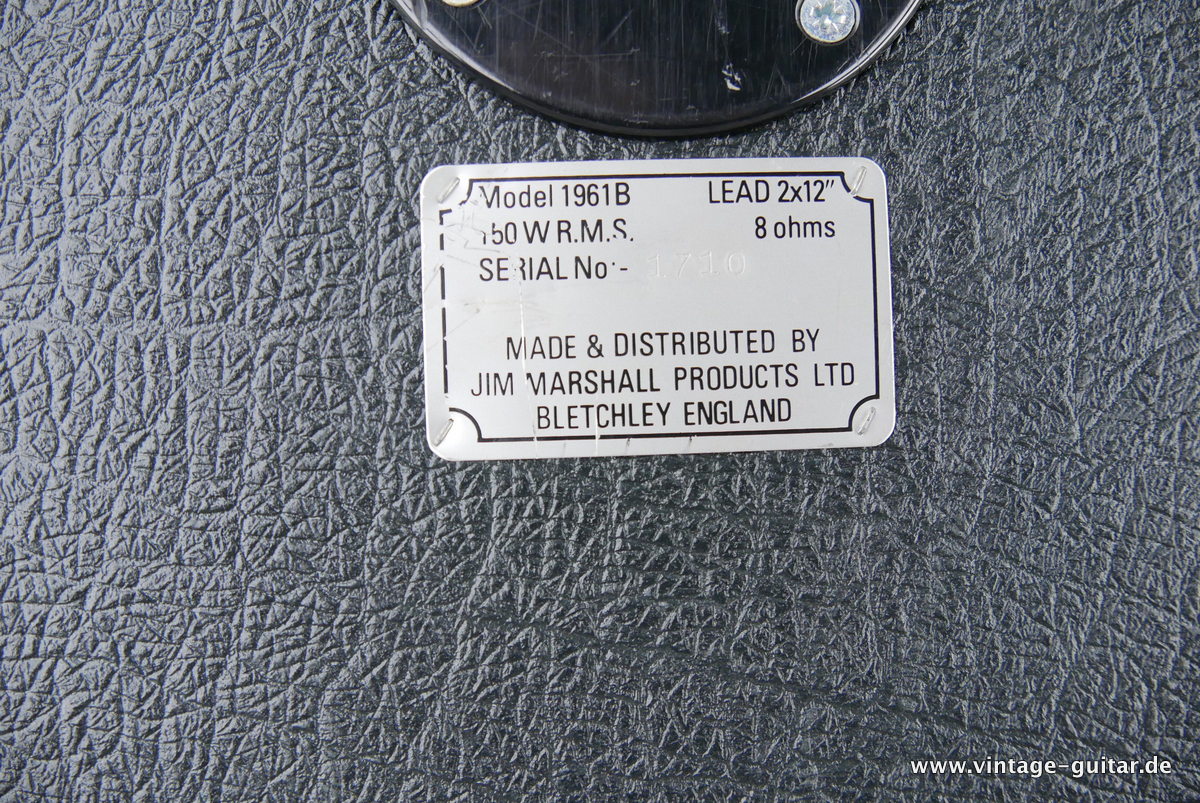 Model 1961B LEAD 2x12"
150 W R.M.S. 8 ohms
SERIAL No·- 1710
MADE & DISTRIBUTED BY
JIM MARSHALL PRODUCTS LTD
BLETCHLEY ENGLAND
www.vintage-guitar.de